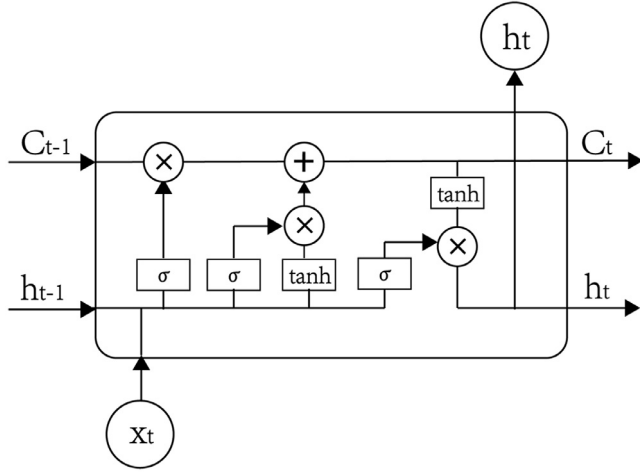 ht
Ct-1
×
+
Ct
tanh
×
×
σ
σ
tanh
σ
ht-1
ht
xt